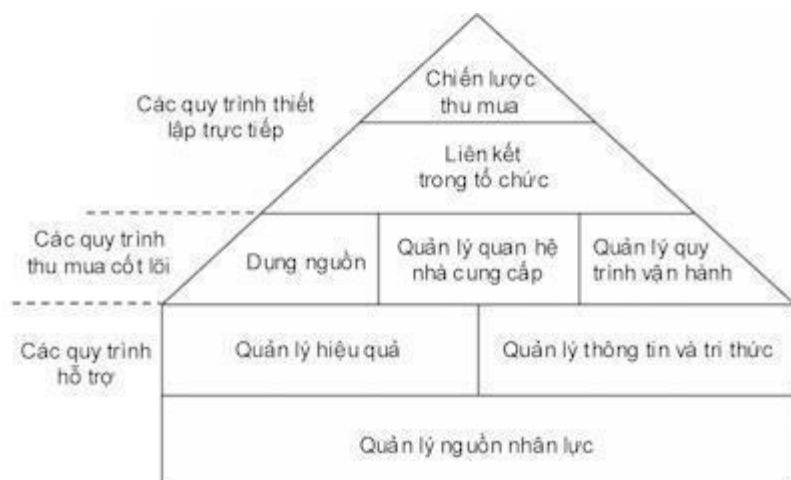 Chiến lược
thu mua
Các quy trình thiết
lập trực tiếp
Liên kết
trong tổ chức
Các quy trình
thu mua cốt lõi
Dụng nguồn
Quản lý quan hệ
nhà cung cấp
Quản lý quy
trình vận hành
Các quy trình
hỗ trợ
Quản lý hiệu quả
Quản lý thông tin và tri thức
Quản lý nguồn nhân lực